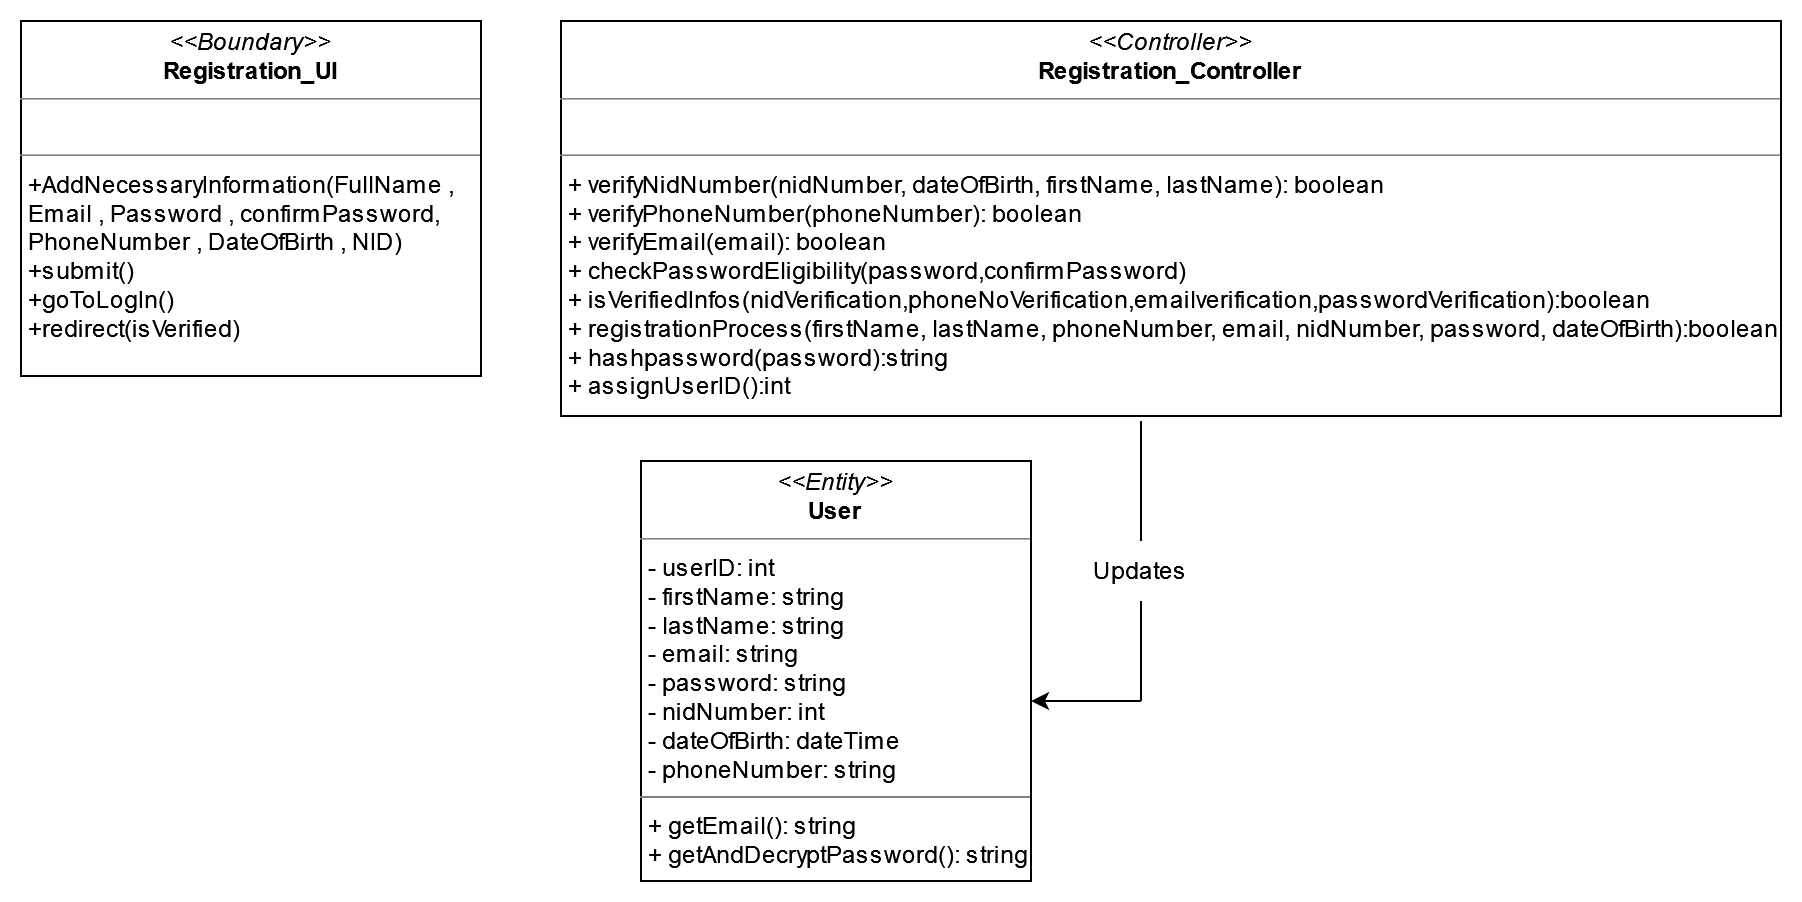 <<Boundary>>
Registration_UI
+AddNecessaryInformation(FullName ,
Email , Password , confirmPassword,
PhoneNumber , DateOfBirth , NID)
+submit()
+goToLogIn()
+redirect(isVerified)
<<Controller>>
Registration_Controller
+ verifyNidNumber(nidNumber, dateOfBirth, firstName, lastName): boolean
+ verifyPhoneNumber(phoneNumber): boolean
+ verifyEmail(email): boolean
+ checkPasswordEligibility(password,confirmPassword)
+ isVerifiedInfos(nidVerification,phoneNoVerification,emailverification,passwordVerification):boolean
+ registrationProcess(firstName, lastName, phoneNumber, email, nidNumber, password, dateOfBirth):boolean
+ hashpassword(password):string
+ assignUserID():int
<<Entity>>
User
- userID: int
- firstName: string
- lastName: string
- email: string
- password: string
- nidNumber: int
- dateOfBirth: dateTime
- phoneNumber: string
+ getEmail(): string
+ getAndDecryptPassword(): string
Updates